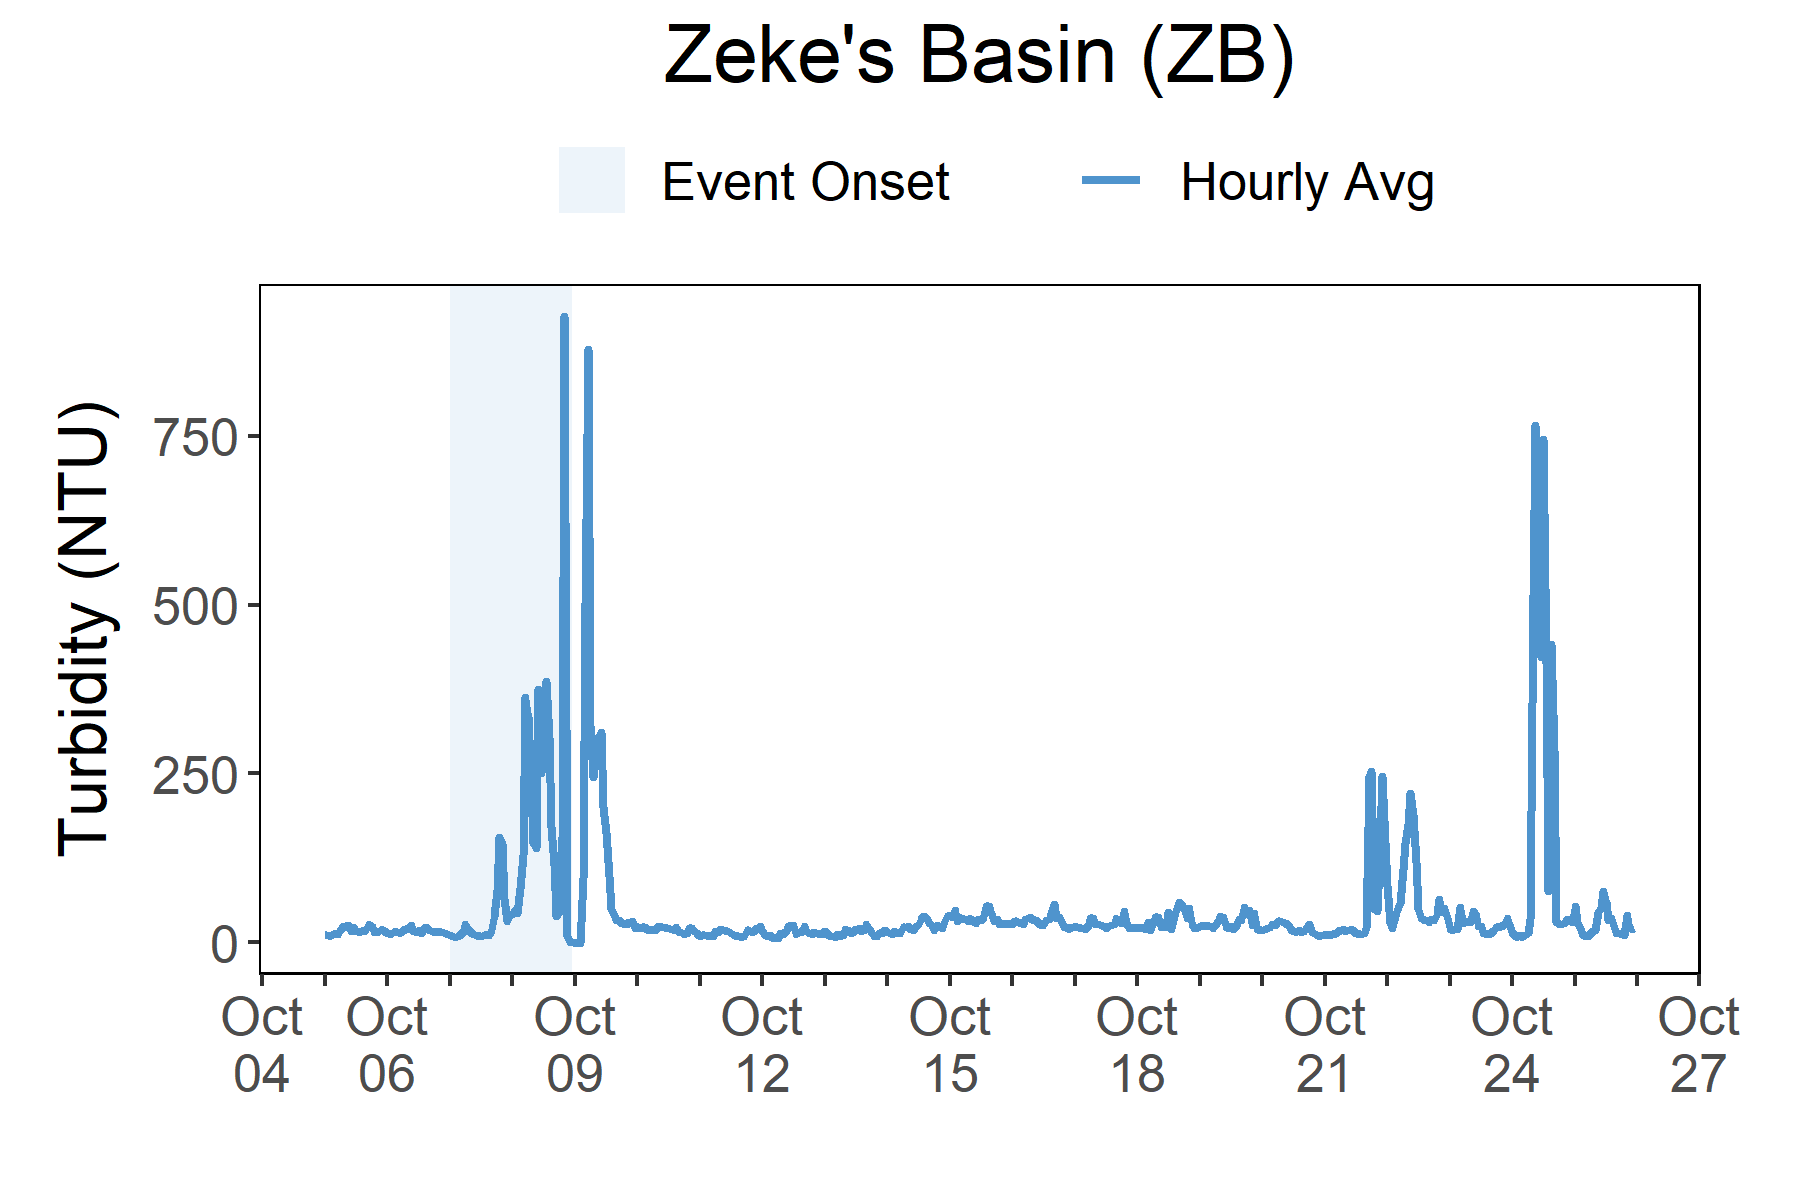 Zeke's Basin (ZB)
Event Onset
Hourly Avg
Turbidity (NTU)
750
500
250
0
Oct 04
Oct 06
Oct 09
Oct 12
Oct 15
Oct 18
Oct 21
Oct 24
Oct 27